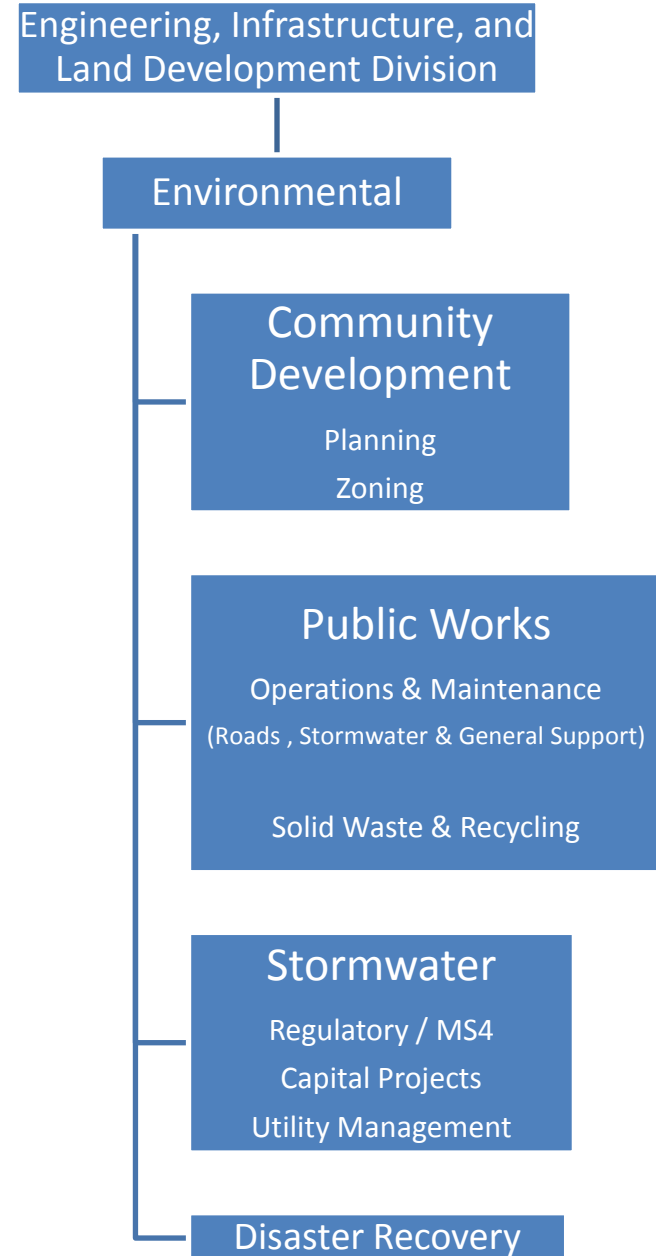 Engineering, Infrastructure, and
Land Development Division
Environmental
Community
Development
Planning
Zoning
Public Works
Operations & Maintenance
(Roads , Stormwater & General Support)
Solid Waste & Recycling
Stormwater
Regulatory / MS4
Capital Projects
Utility Management
Disaster Recovery